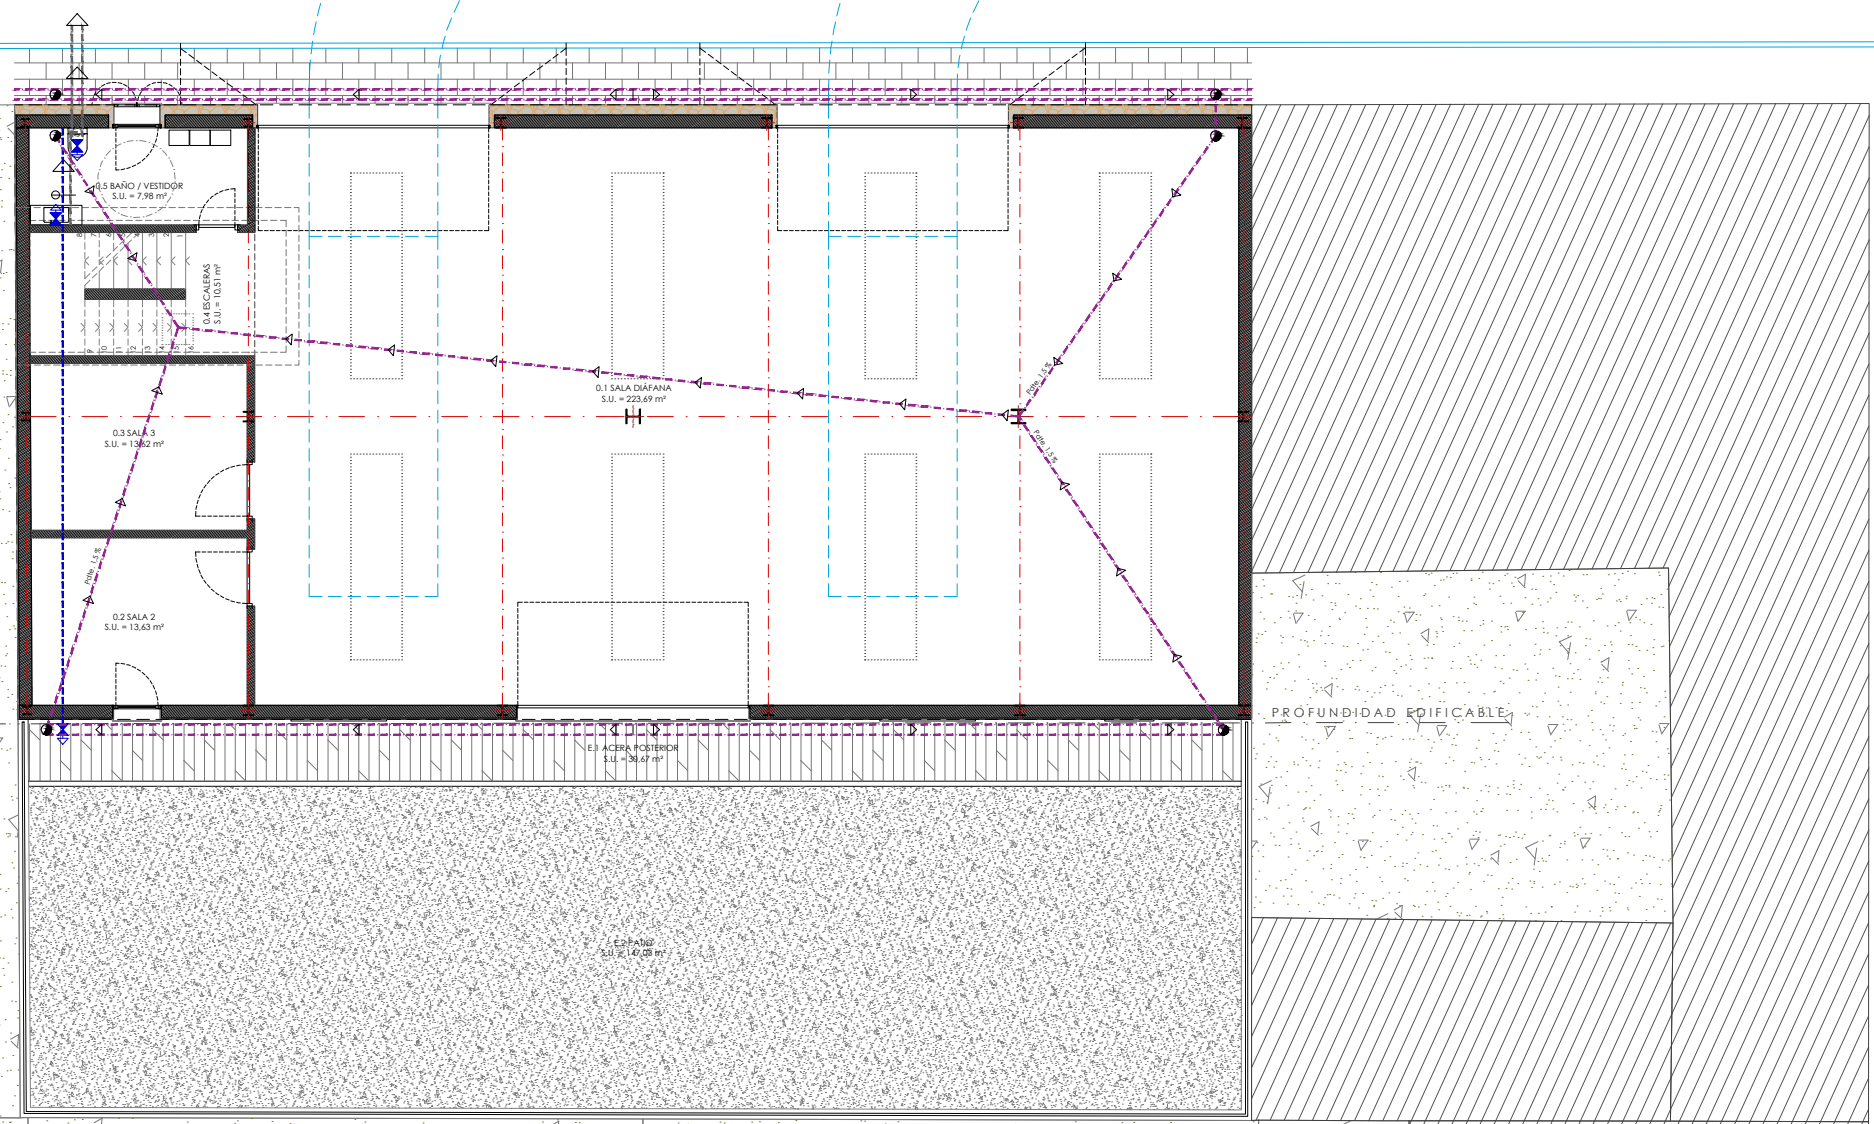 0.5 BAÑO / VESTIDOR
S.U. = 7,98 m²
0.4 ESCALERAS
S.U. = 10,51 m²
0.1 SALA DIÁFANA
S.U. = 223,69 m²
Pdte. 1,5 %
Pdte. 1,5 %
0.3 SALA 3
S.U. = 13,62 m²
Pdte. 1,5 %
0.2 SALA 2
S.U. = 13,63 m²
PROFUNDIDAD EDIFICABLE
E.1 ACERA POSTERIOR
S.U. = 39,67 m²
E.2 PATIO
S.U. = 147,08 m²